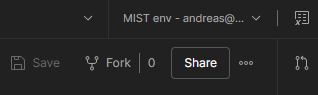 MIST env - andreas@...
Save Fork 0 Share